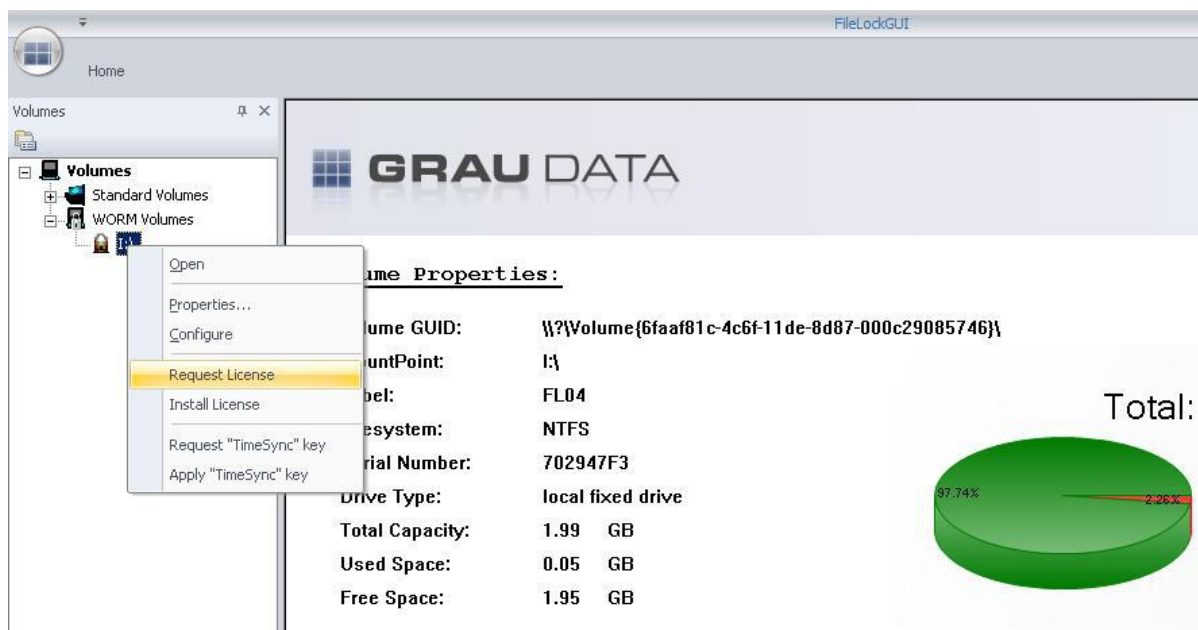 FileLockGUI
Home
Volumes
Volumes
Standard Volumes
WORM Volumes
I:\
Open
Properties...
Configure
Request License
Install License
Request "TimeSync" key
Apply "TimeSync" key
GRAU DATA
ume Properties:
lume GUID: \\?\Volume{6faaf81c-4c6f-11de-8d87-000c29085746}\
ountPoint: I:\
bel: FL04
esystem: NTFS
rial Number: 702947F3
Drive Type: local fixed drive
Total Capacity: 1.99 GB
Used Space: 0.05 GB
Free Space: 1.95 GB
Total:
97.74%
2.26%